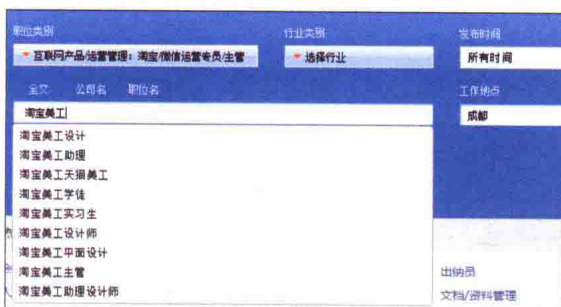 职位类别 行业类别 发布时间
互联网产品/运营管理：淘宝/微信运营专员/主管 选择行业 所有时间
全文 公司名 职位名 工作地点
淘宝美工 成都
淘宝美工设计
淘宝美工助理
淘宝美工天猫美工
淘宝美工学徒
淘宝美工实习生
淘宝美工设计师
淘宝美工平面设计
淘宝美工主管 出纳员
淘宝美工助理设计师 文档/资料管理